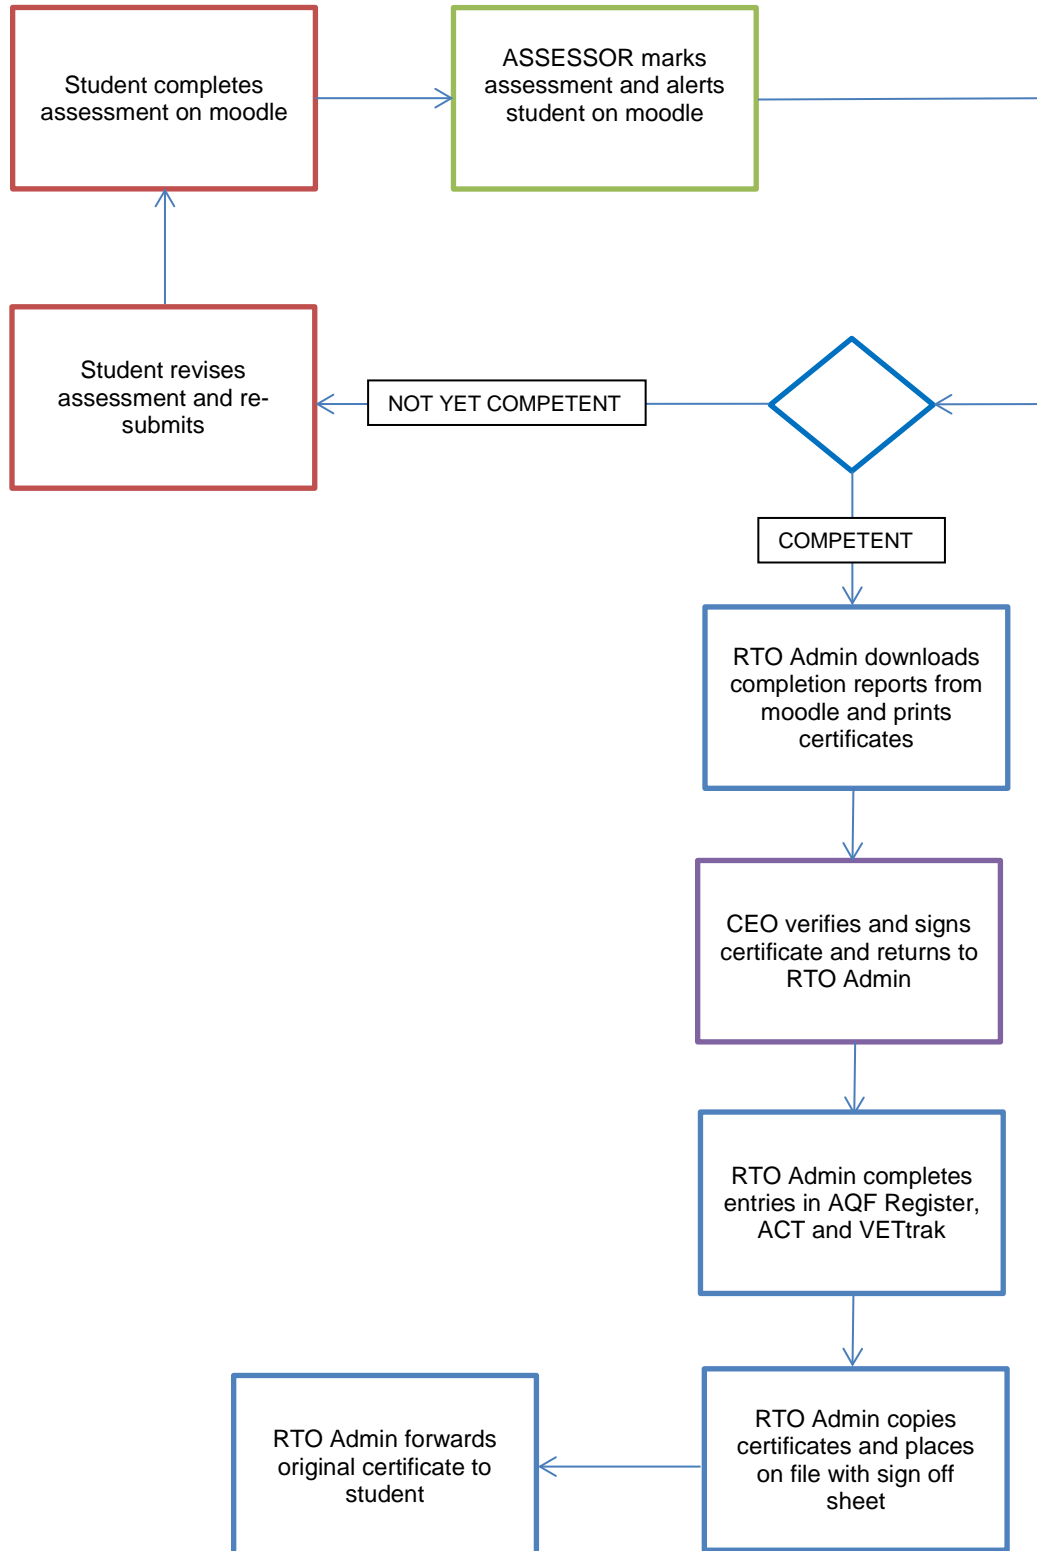 Student completes
assessment on moodle
ASSESSOR marks
assessment and alerts
student on moodle
Student revises
assessment and re-
submits
NOT YET COMPETENT
COMPETENT
RTO Admin downloads
completion reports from
moodle and prints
certificates
CEO verifies and signs
certificate and returns to
RTO Admin
RTO Admin completes
entries in AQF Register,
ACT and VETtrak
RTO Admin copies
certificates and places
on file with sign off
sheet
RTO Admin forwards
original certificate to
student